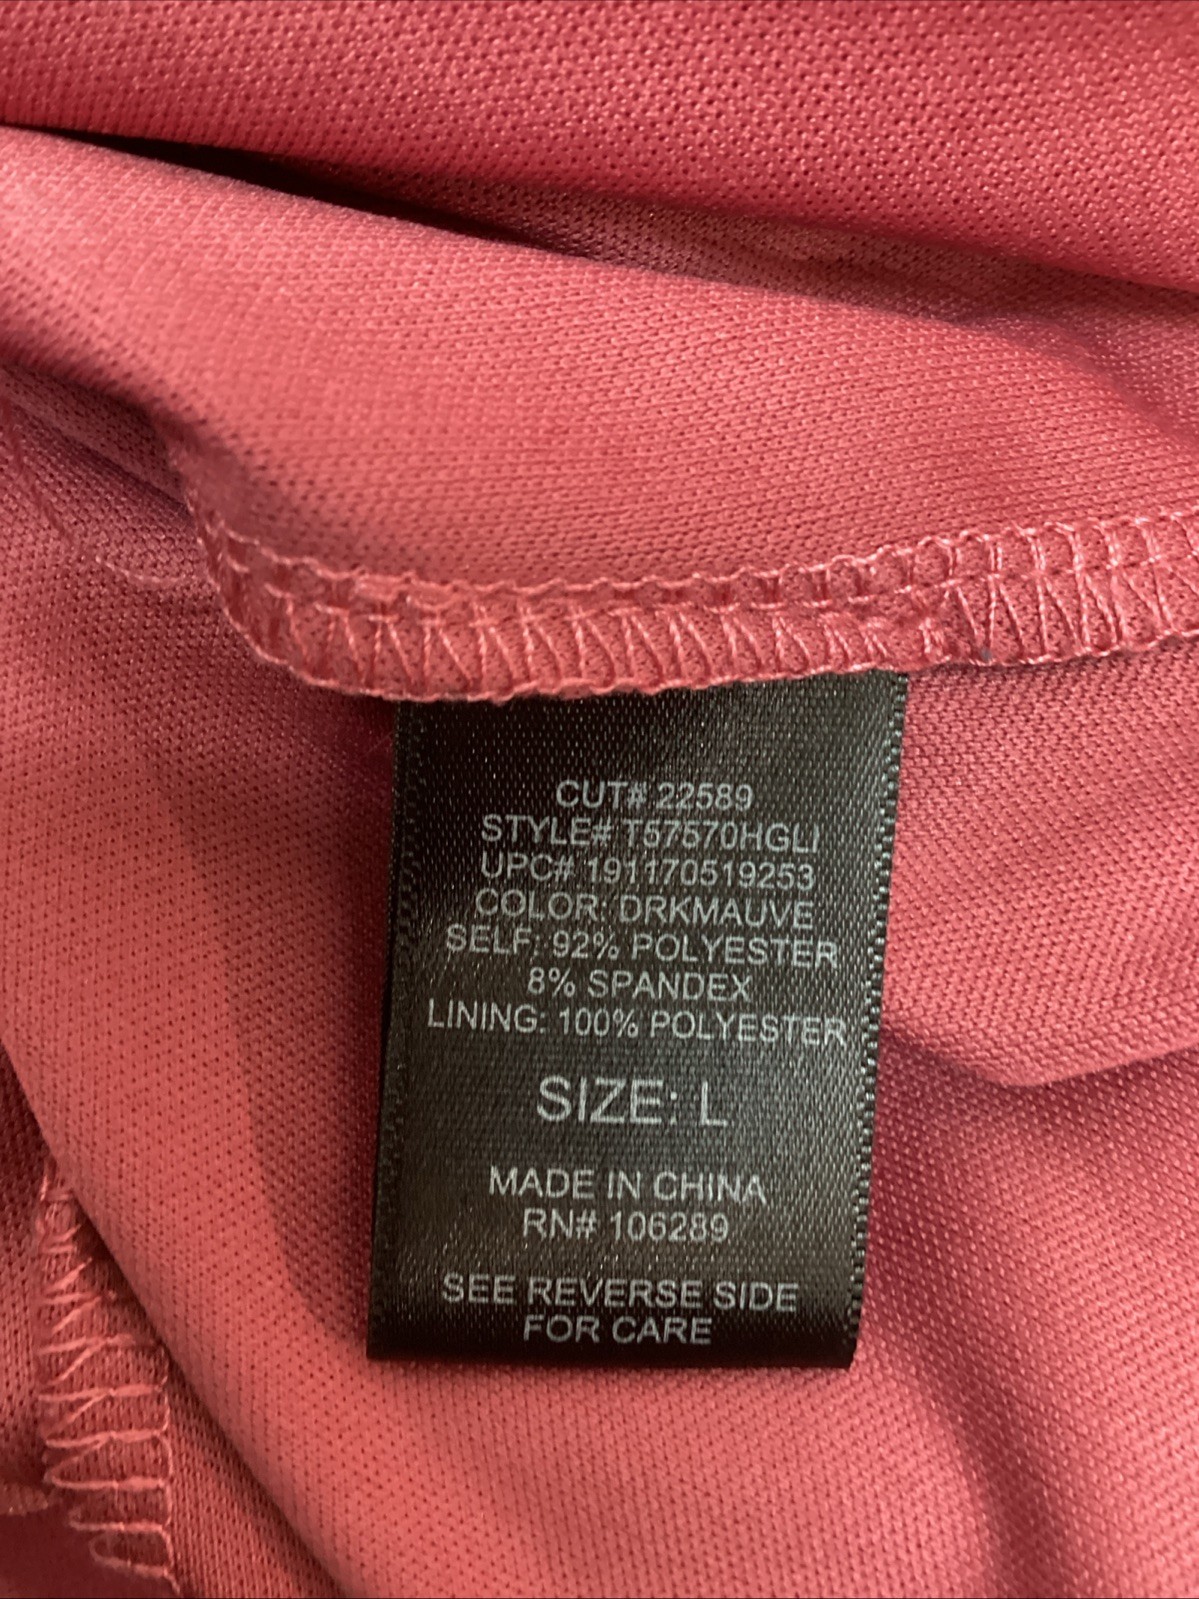 CUT# 22589
STYLE# T57570HGLI
UPC# 191170519253
COLOR: DRKMAUVE
SELF: 92% POLYESTER
8% SPANDEX
LINING: 100% POLYESTER
SIZE: L
MADE IN CHINA
RN# 106289
SEE REVERSE SIDE
FOR CARE